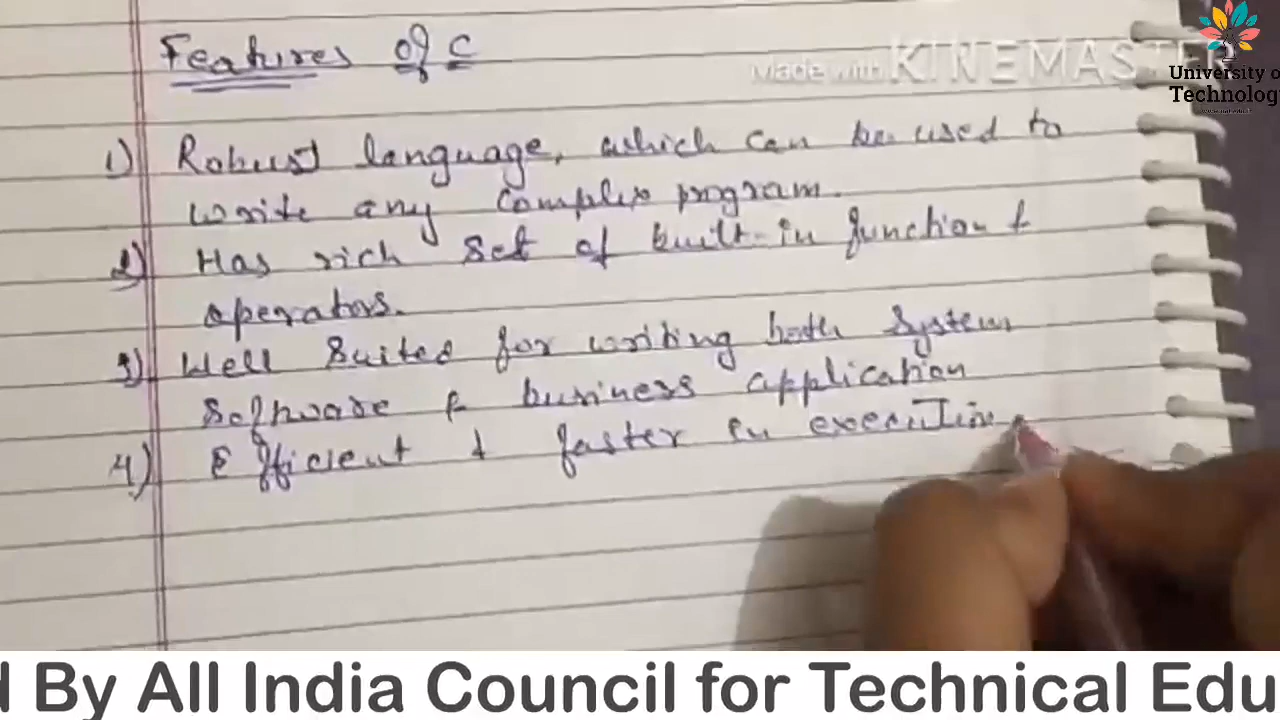 Features of C
Made with KINEMASTER
University of
Technology
1) Robust language, which can be used to
write any complex program.
2) Has rich set of built-in function &
operators.
3) Well suited for writing both system
software & business application
4) Efficient & faster in execution
d By All India Council for Technical Edu